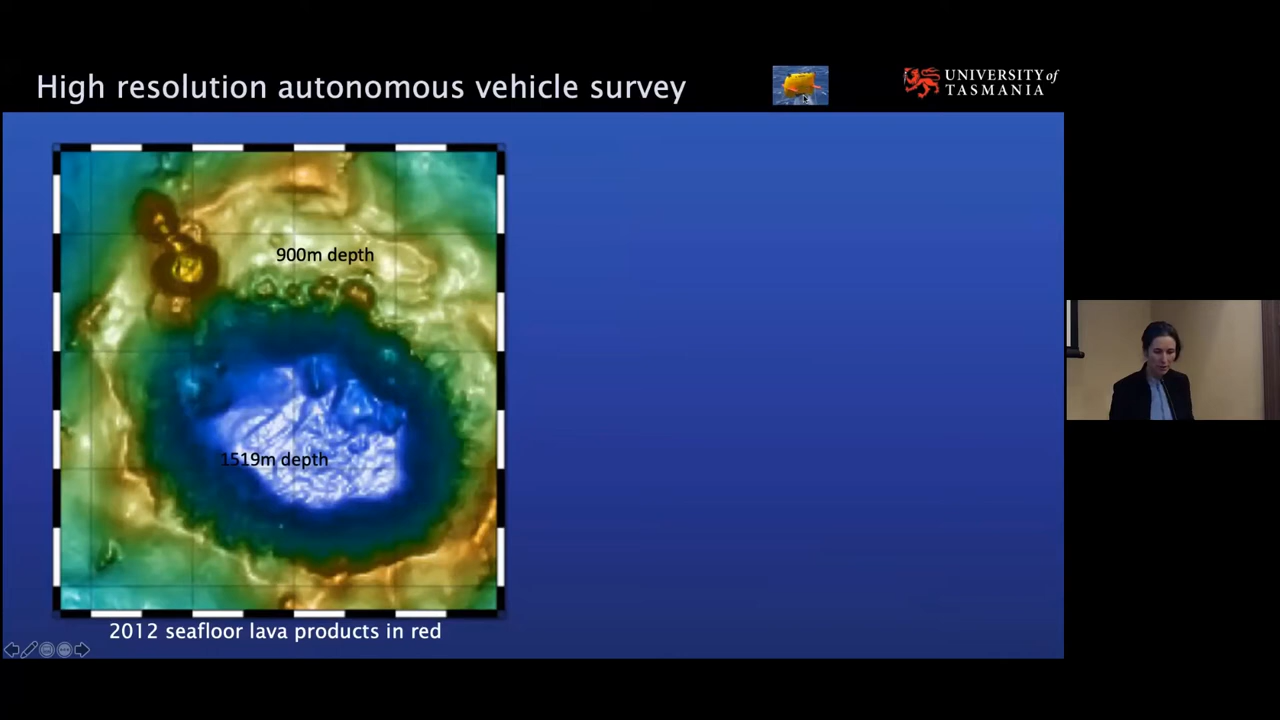 High resolution autonomous vehicle survey
UNIVERSITY of
TASMANIA
900m depth
1519m depth
2012 seafloor lava products in red